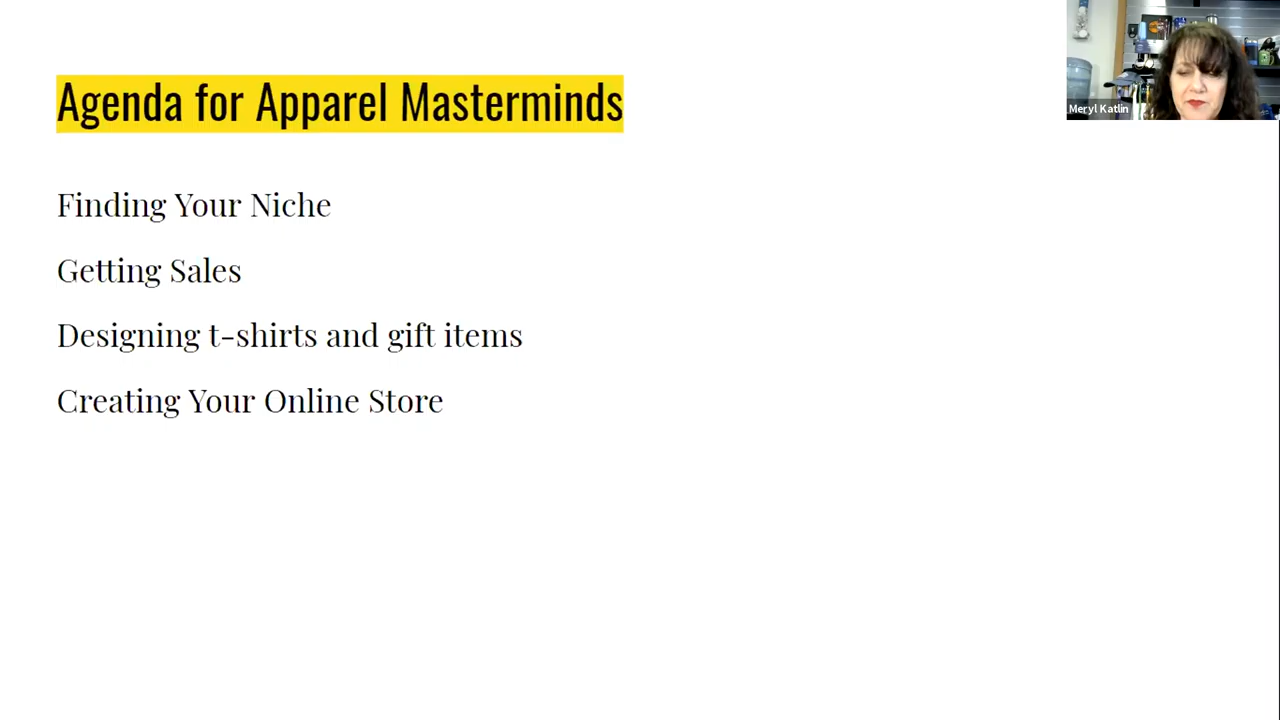 Agenda for Apparel Masterminds
Meryl Katlin
Finding Your Niche
Getting Sales
Designing t-shirts and gift items
Creating Your Online Store